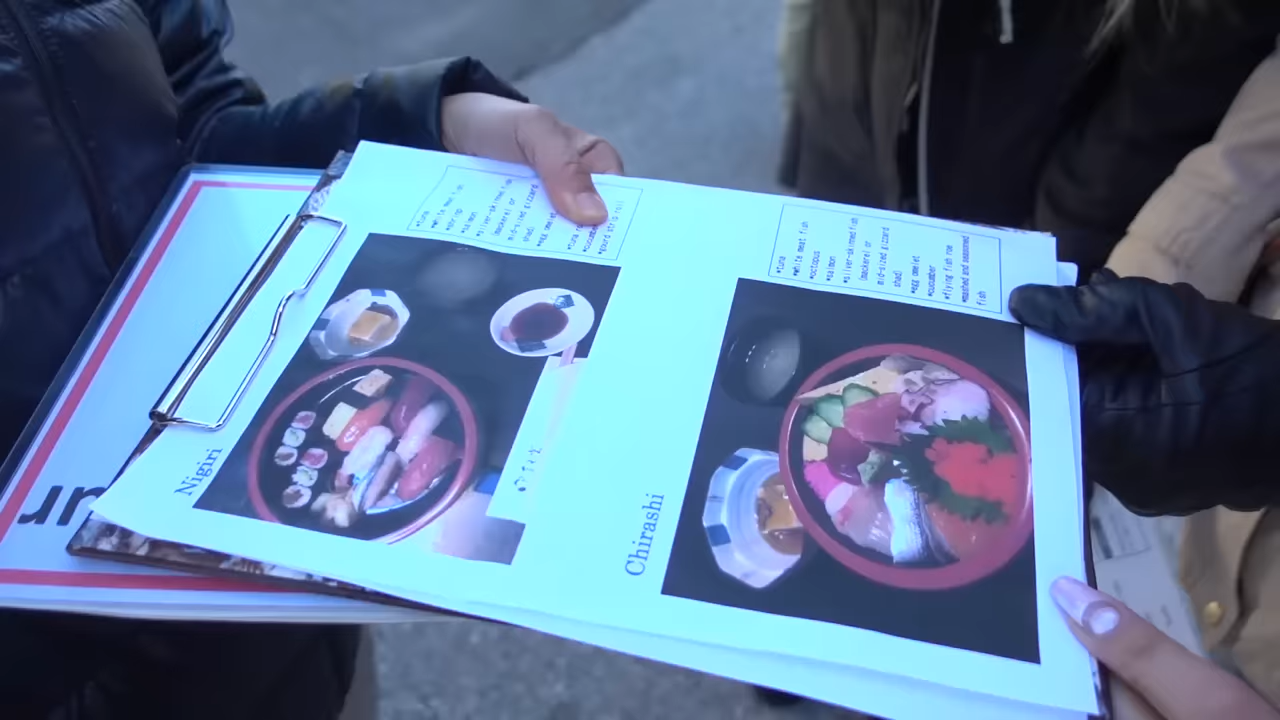 Nigiri
*tuna
*white meat fish
*shrimp
*salmon
*silver-skinned fish
mackerel or
mid-sized gizzard
shad
*egg omelet
*tuna
roll
Chirashi
*tuna
*white meat fish
*octopus
*salmon
*silver-skinned fish
(mackerel or
mid-sized gizzard
shad)
*egg omelet
*cucumber
*flying fish roe
*mashed and seasoned
fish